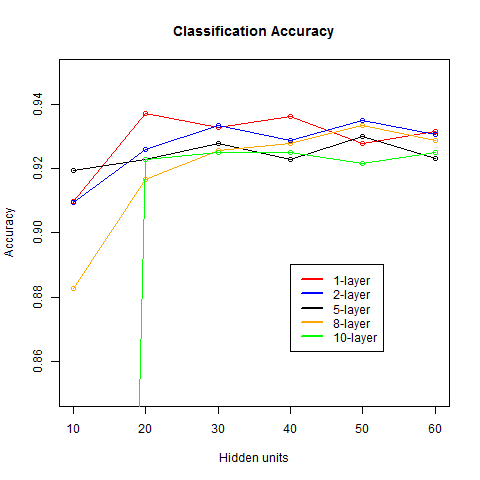 Classification Accuracy
Accuracy
0.94
0.92
0.90
0.88
0.86
1-layer
2-layer
5-layer
8-layer
10-layer
10 20 30 40 50 60
Hidden units